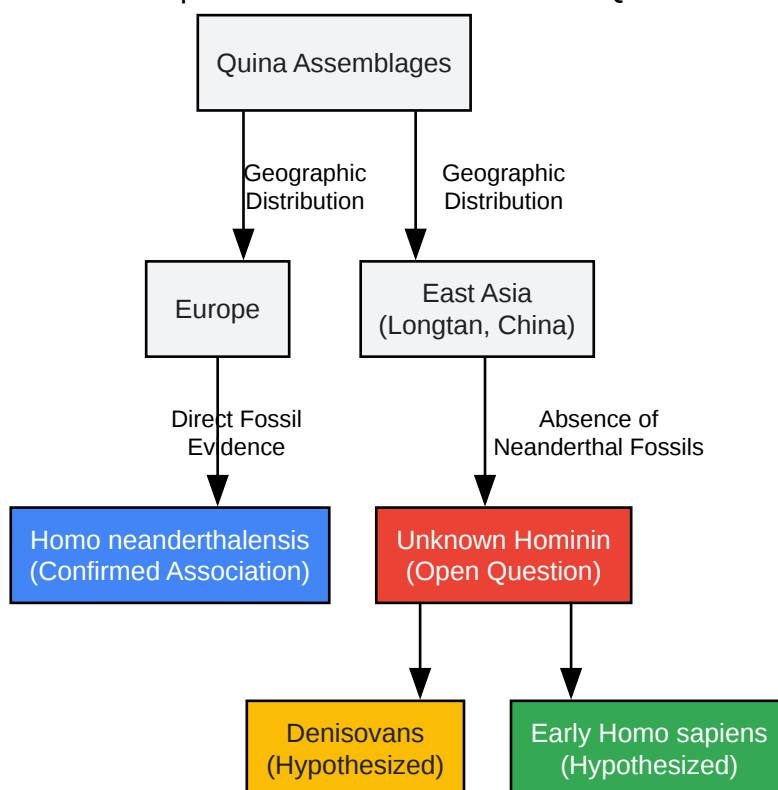 Quina Assemblages
Geographic
Distribution
Geographic
Distribution
Europe
East Asia
(Longtan, China)
Direct Fossil
Evidence
Absence of
Neanderthal Fossils
Homo neanderthalensis
(Confirmed Association)
Unknown Hominin
(Open Question)
Denisovans
(Hypothesized)
Early Homo sapiens
(Hypothesized)